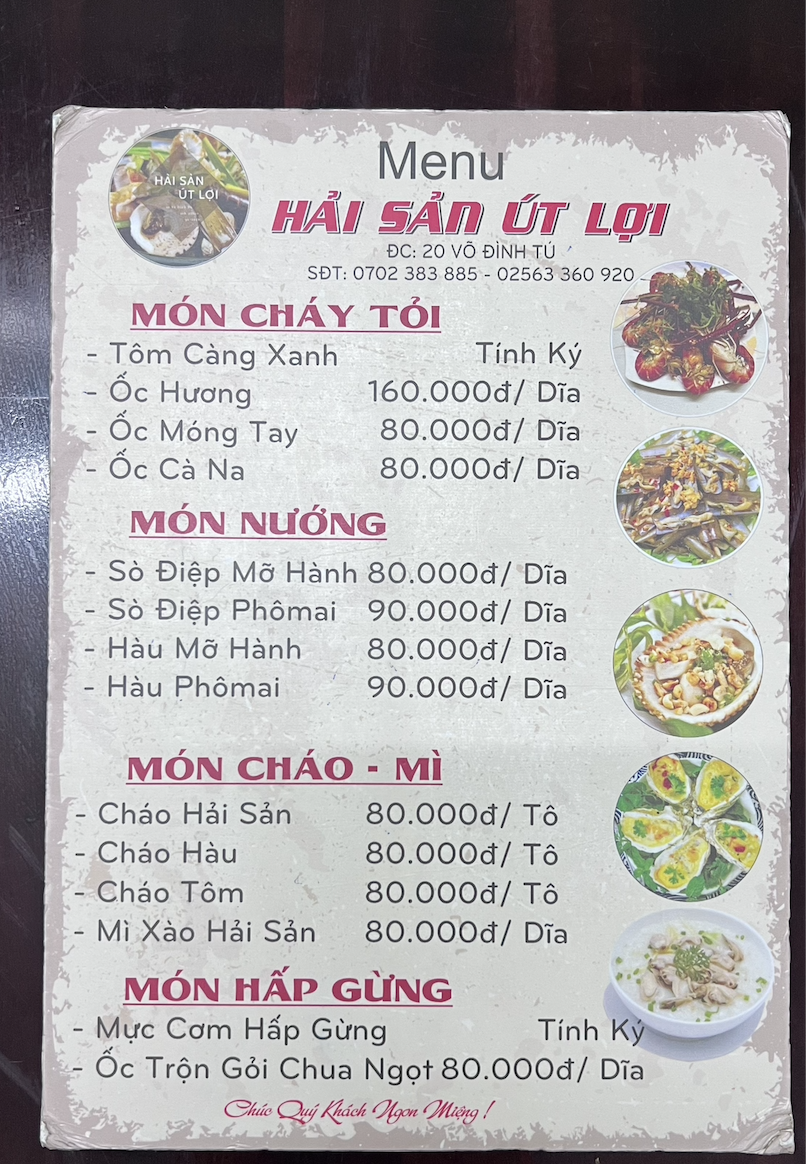 HẢI SẢN
ÚT LỢI
Menu
HẢI SẢN ÚT LỢI
ĐC: 20 VÕ ĐÌNH TÚ
SĐT: 0702 383 885 - 02563 360 920
MÓN CHÁY TỎI
- Tôm Càng Xanh Tính Ký
- Ốc Hương 160.000đ/ Dĩa
- Ốc Móng Tay 80.000đ/ Dĩa
- Ốc Cà Na 80.000đ/ Dĩa
MÓN NƯỚNG
- Sò Điệp Mỡ Hành 80.000đ/ Dĩa
- Sò Điệp Phômai 90.000đ/ Dĩa
- Hàu Mỡ Hành 80.000đ/ Dĩa
- Hàu Phômai 90.000đ/ Dĩa
MÓN CHÁO - MÌ
- Cháo Hải Sản 80.000đ/ Tô
- Cháo Hàu 80.000đ/ Tô
- Cháo Tôm 80.000đ/ Tô
- Mì Xào Hải Sản 80.000đ/ Dĩa
MÓN HẤP GỪNG
- Mực Cơm Hấp Gừng Tính Ký
- Ốc Trộn Gỏi Chua Ngọt 80.000đ/ Dĩa
Chúc Quý Khách Ngon Miệng !